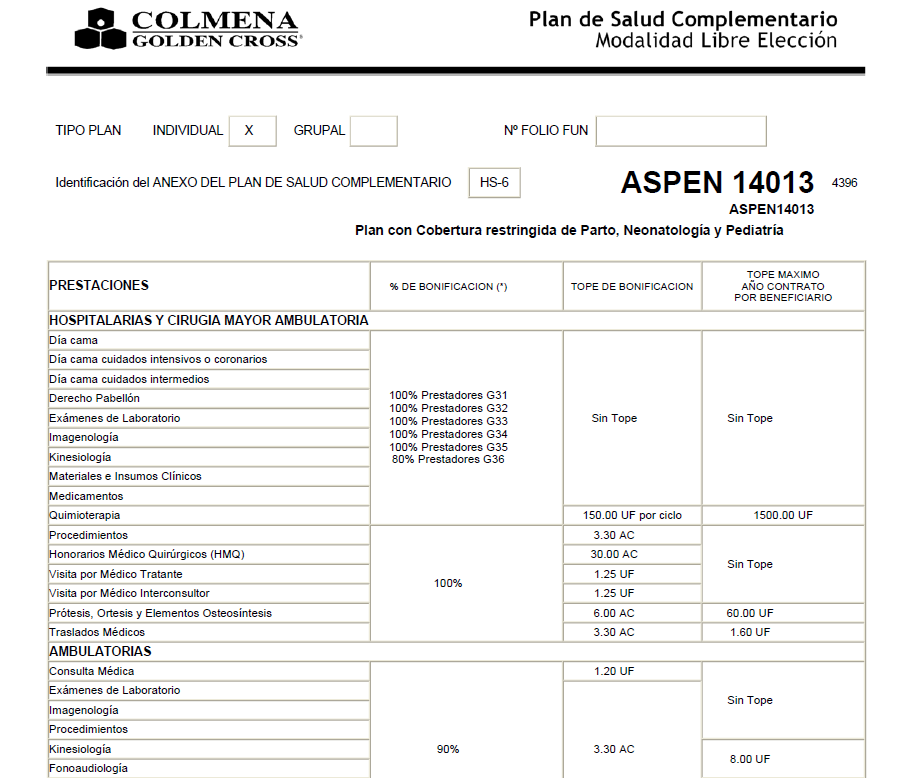 COLMENA
GOLDEN CROSS®
Plan de Salud Complementario
Modalidad Libre Elección
TIPO PLAN INDIVIDUAL X GRUPAL Nº FOLIO FUN
Identificación del ANEXO DEL PLAN DE SALUD COMPLEMENTARIO HS-6 ASPEN 14013 4396
ASPEN14013
Plan con Cobertura restringida de Parto, Neonatología y Pediatría
PRESTACIONES % DE BONIFICACION (*) TOPE DE BONIFICACION TOPE MAXIMO
AÑO CONTRATO
POR BENEFICIARIO
HOSPITALARIAS Y CIRUGIA MAYOR AMBULATORIA
Día cama
Día cama cuidados intensivos o coronarios
Día cama cuidados intermedios
Derecho Pabellón
Exámenes de Laboratorio
Imagenología
Kinesiología
Materiales e Insumos Clínicos
Medicamentos
100% Prestadores G31
100% Prestadores G32
100% Prestadores G33
100% Prestadores G34
100% Prestadores G35
80% Prestadores G36
Sin Tope Sin Tope
Quimioterapia 150.00 UF por ciclo 1500.00 UF
Procedimientos 3.30 AC
Honorarios Médico Quirúrgicos (HMQ) 30.00 AC
Sin Tope
Visita por Médico Tratante 1.25 UF
100%
Visita por Médico Interconsultor 1.25 UF
Prótesis, Ortesis y Elementos Osteosíntesis 6.00 AC 60.00 UF
Traslados Médicos 3.30 AC 1.60 UF
AMBULATORIAS
Consulta Médica 1.20 UF
Exámenes de Laboratorio
Sin Tope
Imagenología
Procedimientos
Kinesiología 90% 3.30 AC
8.00 UF
Fonoaudiología